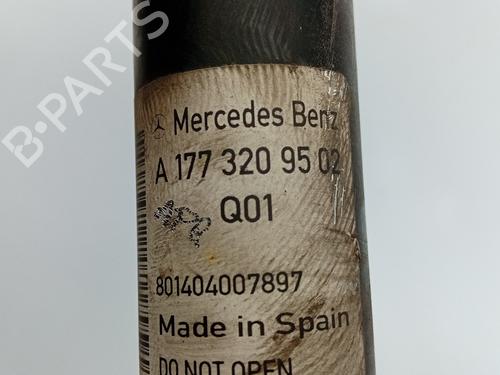 B-PARTS
Mercedes Benz
A 177 320 95 02
Q01
801404007897
Made in Spain
DO NOT OPEN